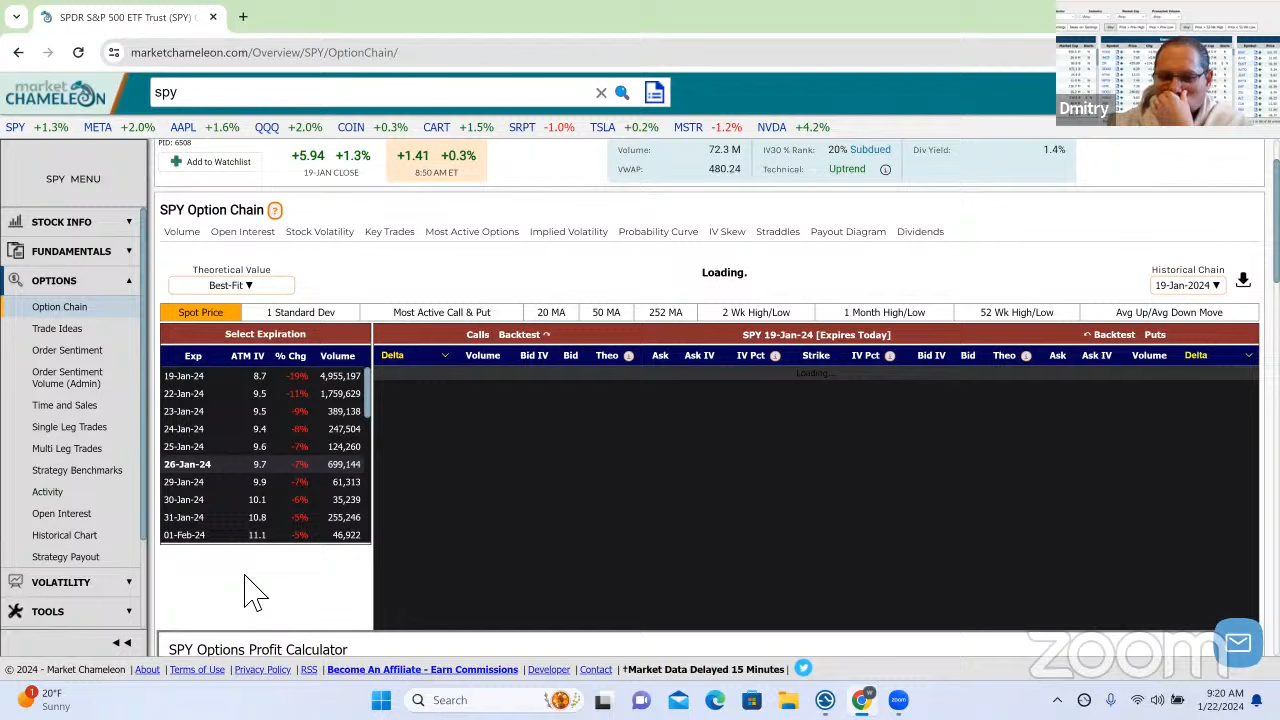 SPDR S&P 500 ETF Trust (SPY) (
marketchameleon.com/Overview/SPY/Option
market
CHAMELEON
spy
SPY +1.3% META +2.0% AAPL +1.6% QQQ +2.0% COIN CART +1.5% SRPT TSLA +0.2% MSTR -1.2% NVDA +4.2%
PID: 6508
Add to Watchlist
+5.94 +1.3%
19-JAN CLOSE
+1.41 +0.3%
8:50 AM ET
Volume: 72.3 M
VWAP: 480.24
IV30 % Rank: 20% Subdued
Technical: Uptrend
Div Yield: 1.4%
Dmitry
SPY MENU
STOCK INFO
FUNDAMENTALS
OPTIONS
Option Chain
Trade Ideas
Order Sentiment
Order Sentiment
Volume (Admin)
Time and Sales
Single Leg Trades
Multi Leg Trades
Strategy Benchmarks
Activity
Open Interest
Historical Chart
Strategy Payout
VOLATILITY
TOOLS
SPY Option Chain ?
Volume Open Interest Stock Volatility Key Trades Most Active Options Implied Volatility Probability Curve IV Skew Straddles Payout Diagram Dividends
Theoretical Value
Best-Fit ▼
Loading.
Historical Chain
19-Jan-2024 ▼
Spot Price 1 Standard Dev Most Active Call & Put 20 MA 50 MA 252 MA 2 Wk High/Low 1 Month High/Low 52 Wk High/Low Avg Up/Avg Down Move
Select Expiration
Exp ATM IV % Chg Volume
19-Jan-24 8.7 -19% 4,955,197
22-Jan-24 9.5 -11% 1,759,629
23-Jan-24 9.5 -9% 389,138
24-Jan-24 9.4 -8% 247,504
25-Jan-24 9.6 -7% 124,260
26-Jan-24 9.7 -7% 699,144
29-Jan-24 9.9 -7% 61,313
30-Jan-24 10.1 -6% 35,239
31-Jan-24 10.8 -5% 255,246
01-Feb-24 11.1 -5% 46,922
Calls Backtest SPY 19-Jan-24 [Expires Today] Backtest Puts
Delta Volume Bid IV Bid Theo Ask Ask IV IV Pct Strike IV Pct Bid IV Bid Theo Ask Ask IV Volume Delta
Loading...
SPY Options Profit Calculator
zoom
© 2024 - Market Chameleon | About | Terms of Use | Privacy Policy | RSS | Become An Affiliate - Earn Commissions | Developer | Contact | †Market Data Delayed 15 Minutes |
20°F
Sunny
Search
zoom
9:20 AM
1/22/2024